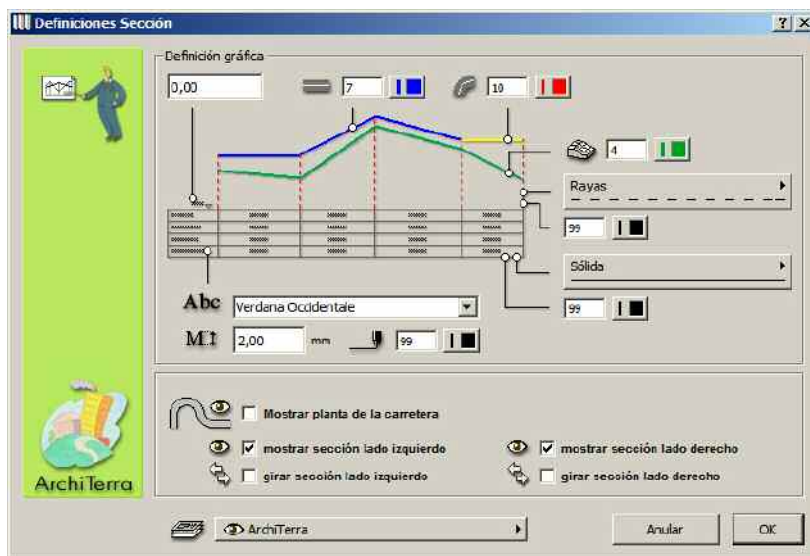 Definiciones Sección
Definición gráfica
0,00
7
10
4
Rayas
99
Sólida
99
Abc
Verdana Occidentale
M
2,00
mm
99
Mostrar planta de la carretera
mostrar sección lado izquierdo
mostrar sección lado derecho
girar sección lado izquierdo
girar sección lado derecho
ArchiTerra
ArchiTerra
Anular
OK